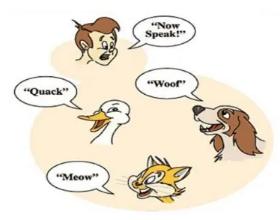 “Now
Speak!”
“Quack”
“Woof”
“Meow”